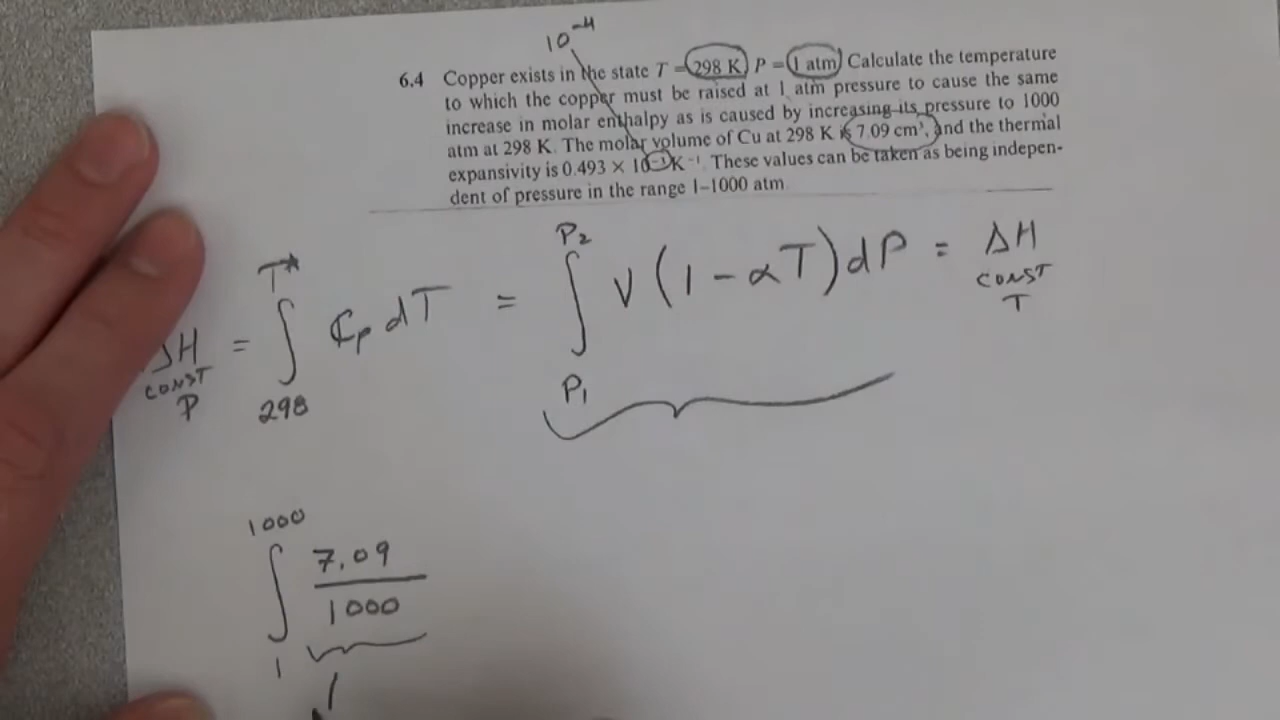 10⁻⁴
6.4 Copper exists in the state T = 298 K, P = 1 atm. Calculate the temperature
to which the copper must be raised at 1 atm pressure to cause the same
increase in molar enthalpy as is caused by increasing its pressure to 1000
atm at 298 K. The molar volume of Cu at 298 K is 7.09 cm³, and the thermal
expansivity is 0.493 × 10⁻³ K⁻¹. These values can be taken as being indepen-
dent of pressure in the range 1–1000 atm
ΔH = ∫ Cp dT = ∫ V (1 - αT) dP = ΔH
T* P₂
CONST P 298 P₁ CONST T
1000
∫ 7.09
1000
1